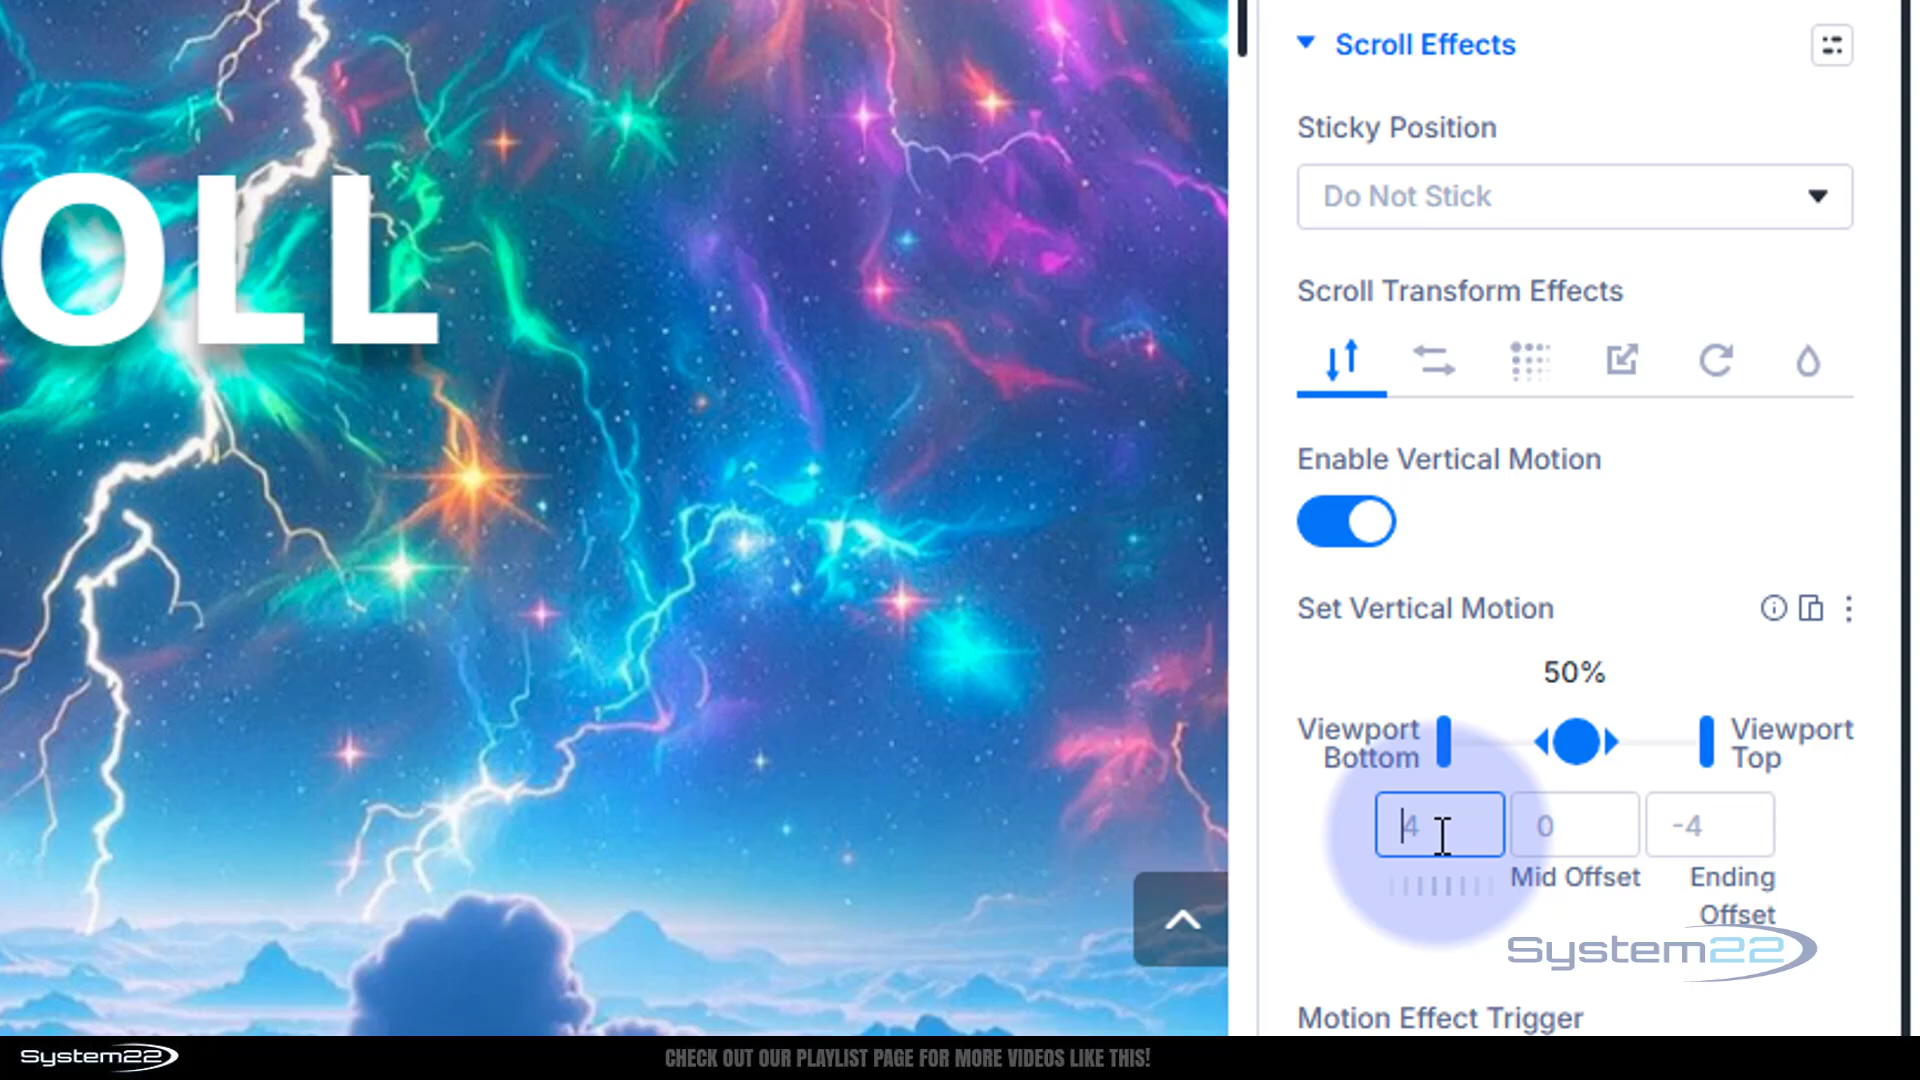 Scroll Effects
Sticky Position
Do Not Stick
OLL
Scroll Transform Effects
Enable Vertical Motion
Set Vertical Motion
50%
Viewport
Bottom
Viewport
Top
4
0
-4
Mid Offset
Ending
Offset
System22
Motion Effect Trigger
System22
CHECK OUT OUR PLAYLIST PAGE FOR MORE VIDEOS LIKE THIS!